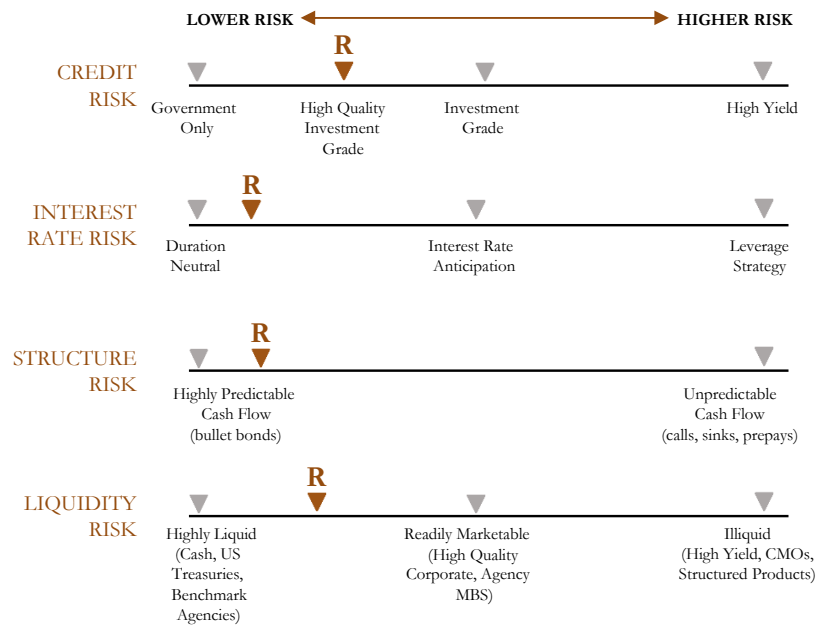 LOWER RISK HIGHER RISK
R
CREDIT
RISK
Government
Only
High Quality
Investment
Grade
Investment
Grade
High Yield
R
INTEREST
RATE RISK
Duration
Neutral
Interest Rate
Anticipation
Leverage
Strategy
R
STRUCTURE
RISK
Highly Predictable
Cash Flow
(bullet bonds)
Unpredictable
Cash Flow
(calls, sinks, prepays)
R
LIQUIDITY
RISK
Highly Liquid
(Cash, US
Treasuries,
Benchmark
Agencies)
Readily Marketable
(High Quality
Corporate, Agency
MBS)
Illiquid
(High Yield, CMOs,
Structured Products)